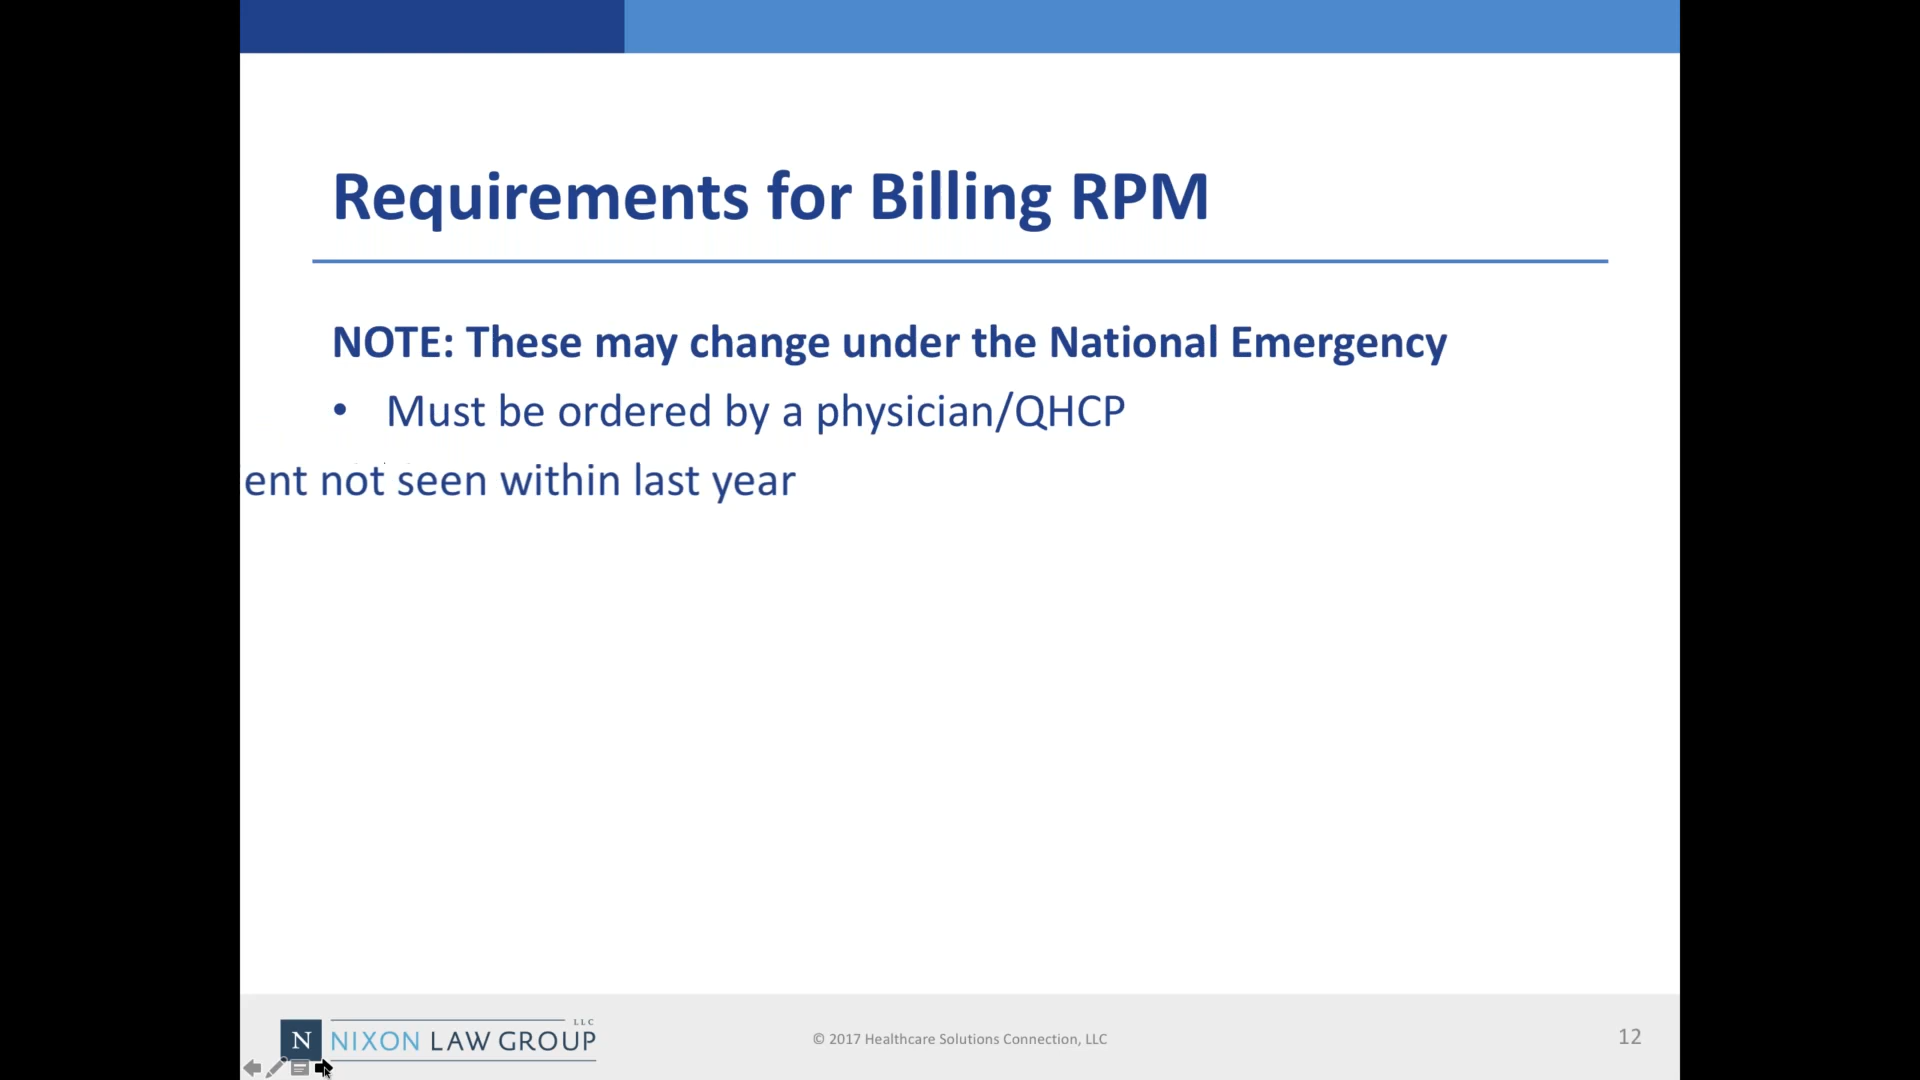 Requirements for Billing RPM
NOTE: These may change under the National Emergency
• Must be ordered by a physician/QHCP
ent not seen within last year
N NIXON LAW GROUP LLC
© 2017 Healthcare Solutions Connection, LLC
12